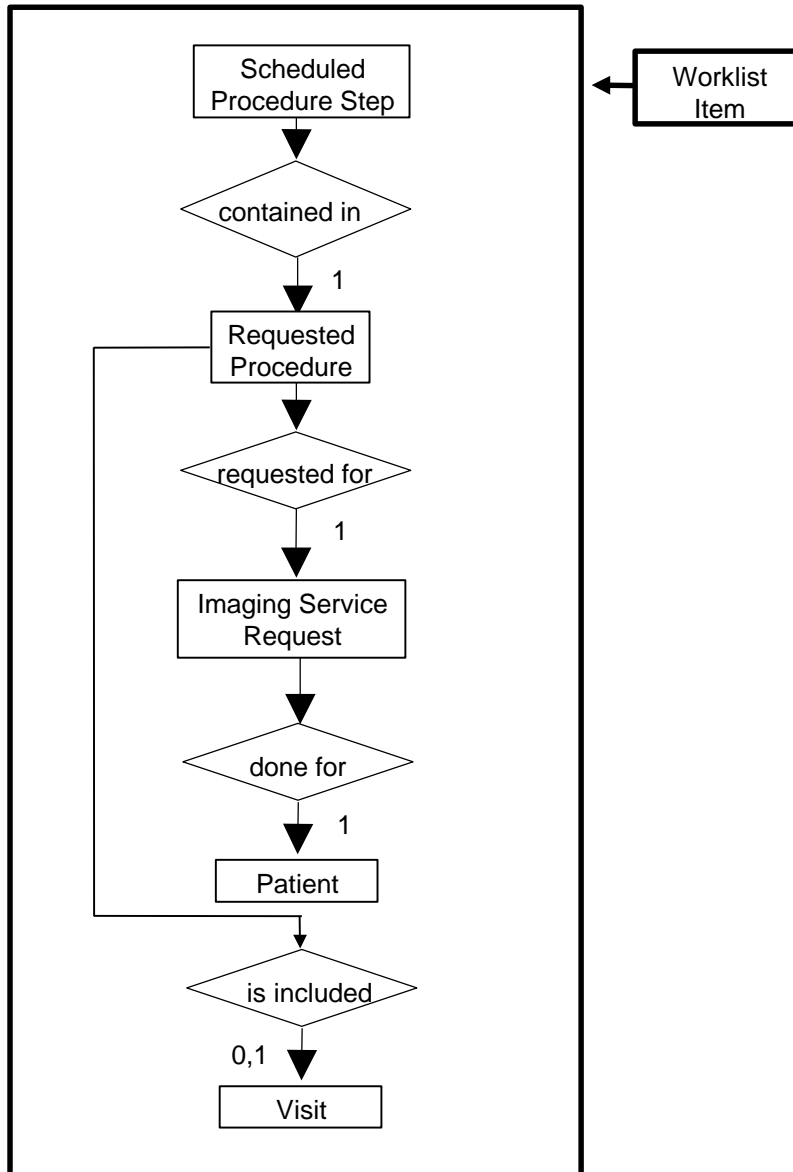 Scheduled
Procedure Step
Worklist
Item
contained in
1
Requested
Procedure
requested for
1
Imaging Service
Request
done for
1
Patient
is included
0,1
Visit